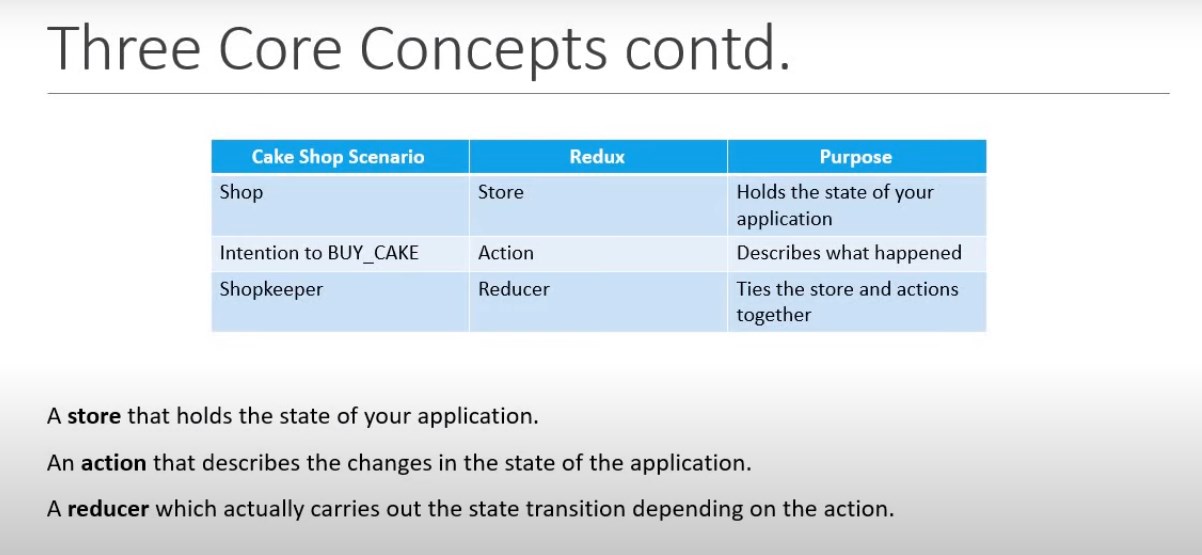 Three Core Concepts contd.
Cake Shop Scenario Redux Purpose
Shop Store Holds the state of your
application
Intention to BUY_CAKE Action Describes what happened
Shopkeeper Reducer Ties the store and actions
together
A store that holds the state of your application.
An action that describes the changes in the state of the application.
A reducer which actually carries out the state transition depending on the action.